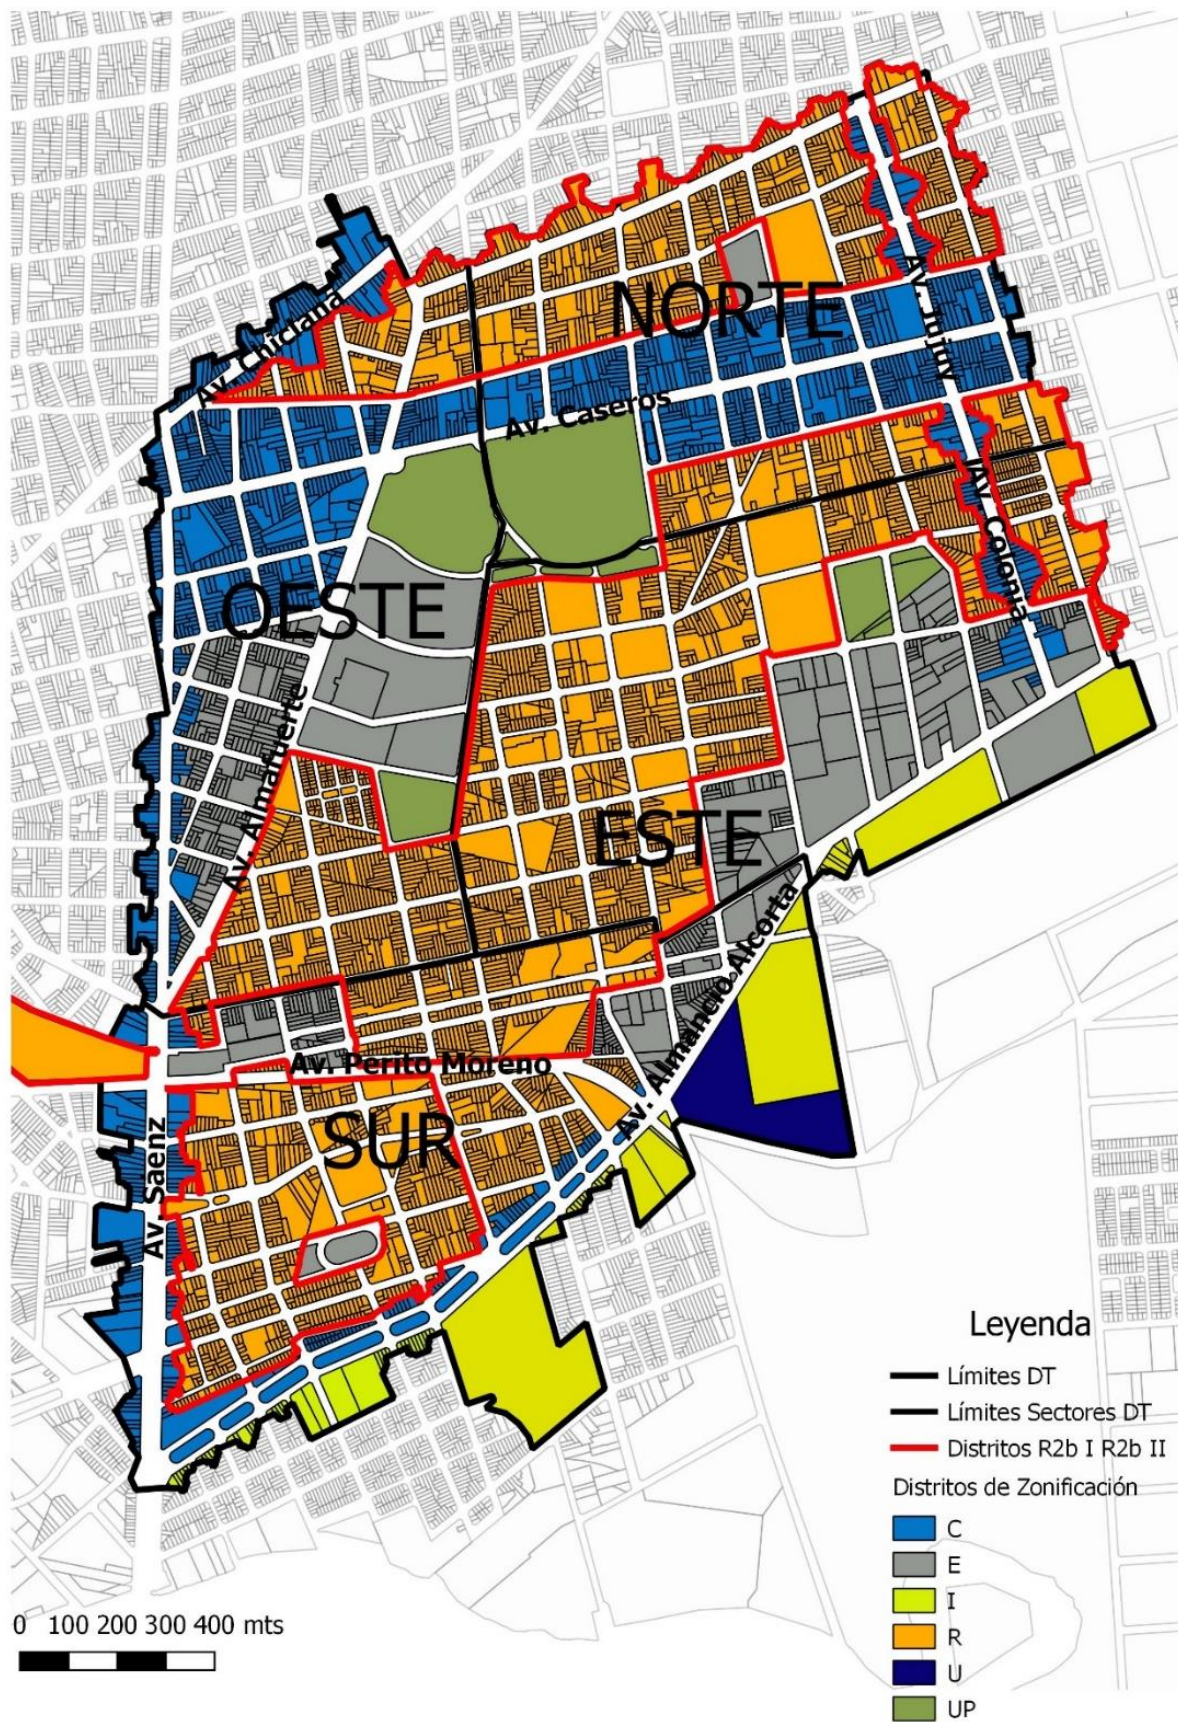 NORTE
Av. Chiclana
Av. Jujuy
Av. Caseros
OESTE
Av. Colonia
Av. Almafuerte
ESTE
Av. Almancio Alcorta
Av. Perito Moreno
SUR
Av. Saenz
Leyenda
Límites DT
Límites Sectores DT
Distritos R2b I R2b II
Distritos de Zonificación
C
E
I
R
U
UP
0 100 200 300 400 mts